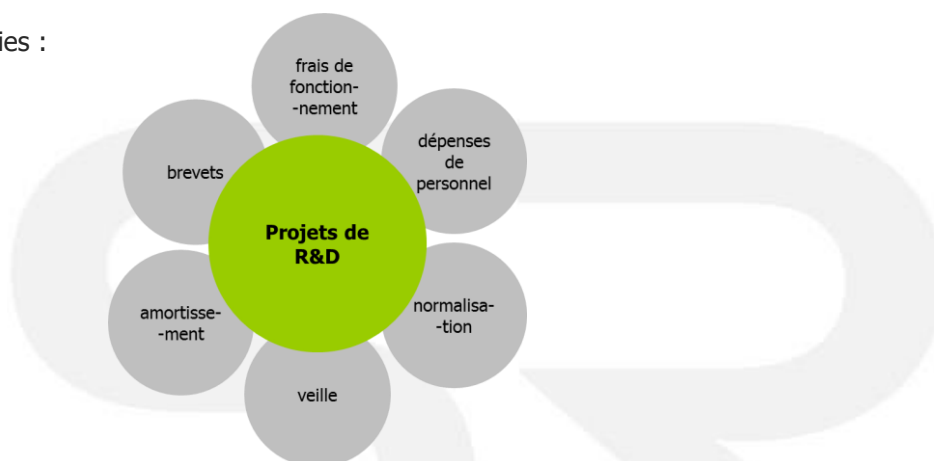 ies :
frais de
fonction-
-nement
dépenses
de
personnel
brevets
Projets de
R&D
normalisa-
-tion
amortisse-
-ment
veille